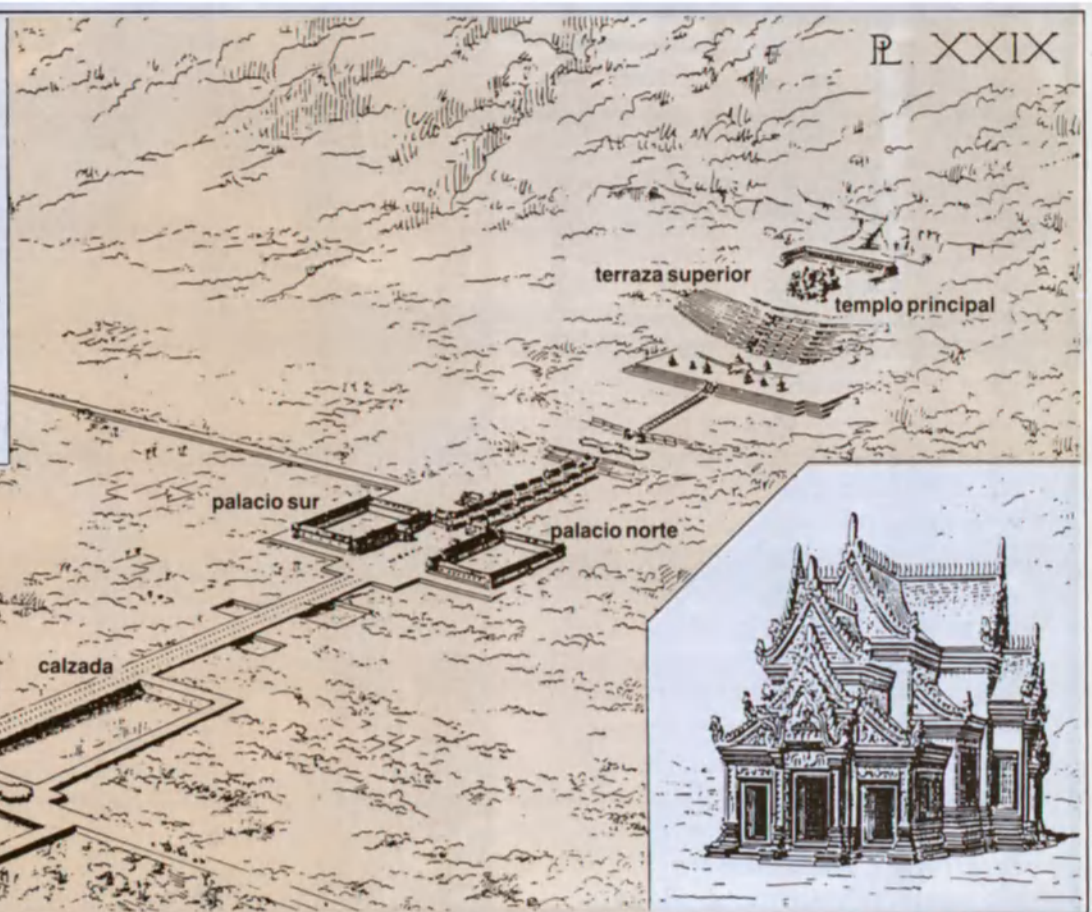 PL. XXIX
terraza superior
templo principal
palacio sur
palacio norte
calzada